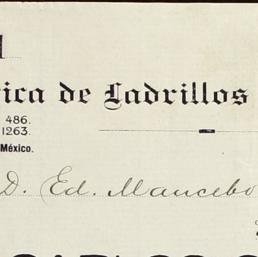 ica de Ladrillos
486.
1263.
México.
D. Ed. Mancebo